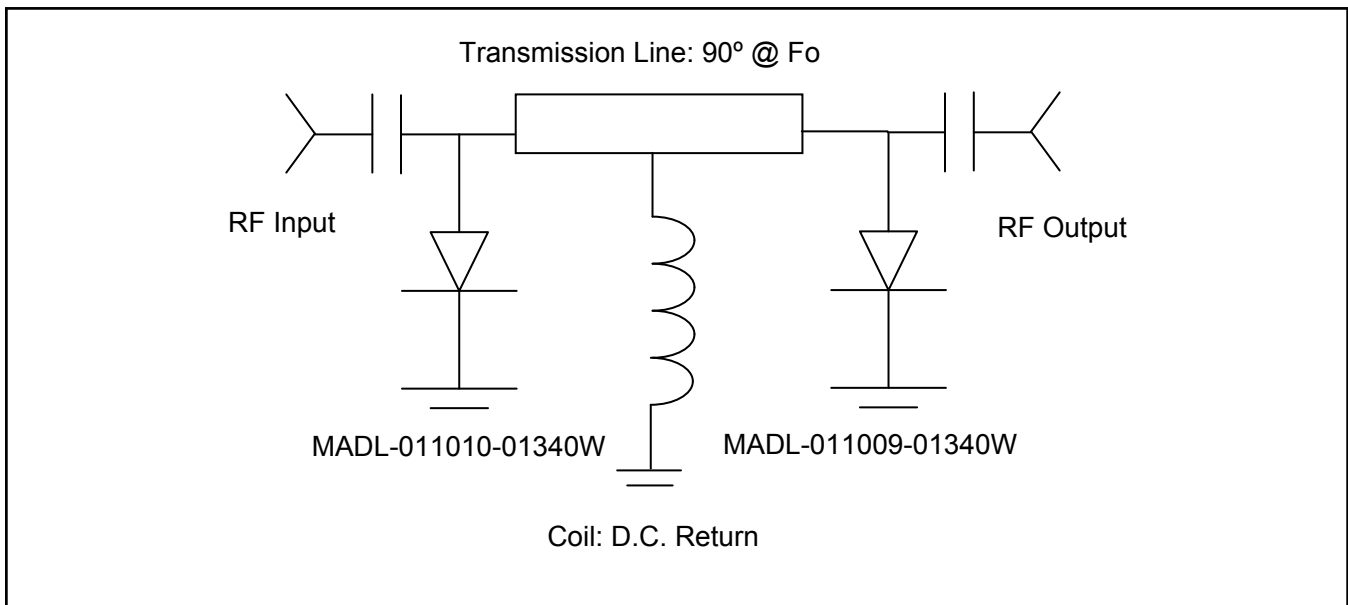 Transmission Line: 90º @ Fo
RF Input
RF Output
MADL-011010-01340W
MADL-011009-01340W
Coil: D.C. Return